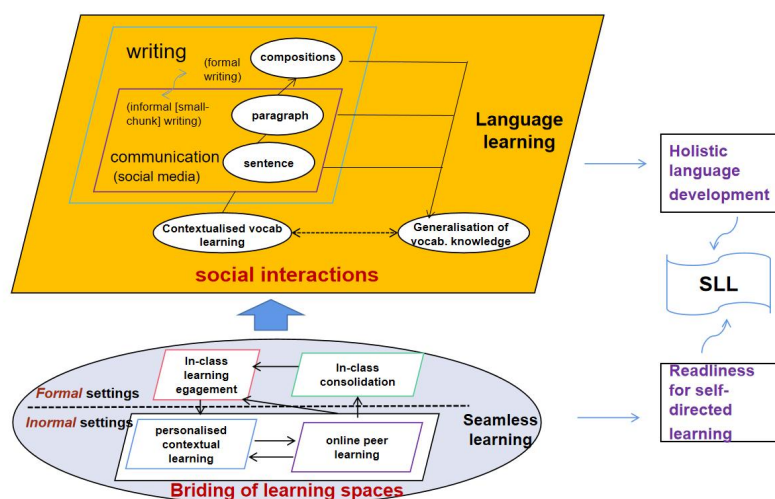 writing
(formal
writing)
compositions
(informal [small-
chunk] writing)
paragraph
communication
(social media)
sentence
Language
learning
Contextualised vocab
learning
Generalisation of
vocab. knowledge
social interactions
Holistic
language
development
SLL
Readiness
for self-
directed
learning
In-class
learning
egagement
In-class
consolidation
Formal settings
Inormal settings
Seamless
learning
personalised
contextual
learning
online peer
learning
Briding of learning spaces